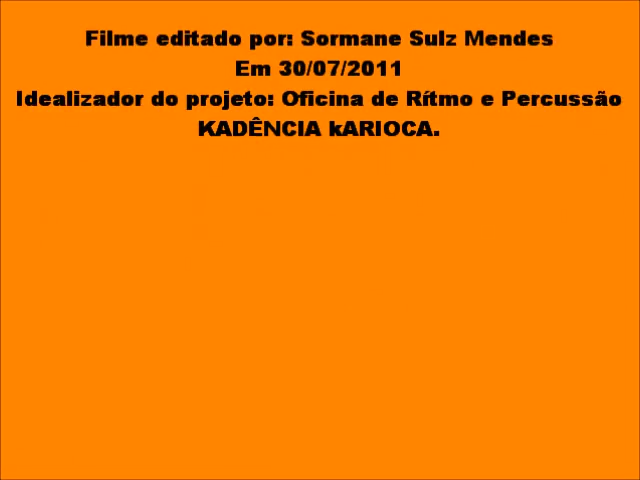 Filme editado por: Sormane Sulz Mendes
Em 30/07/2011
Idealizador do projeto: Oficina de Rítmo e Percussão
KADÊNCIA kARIOCA.